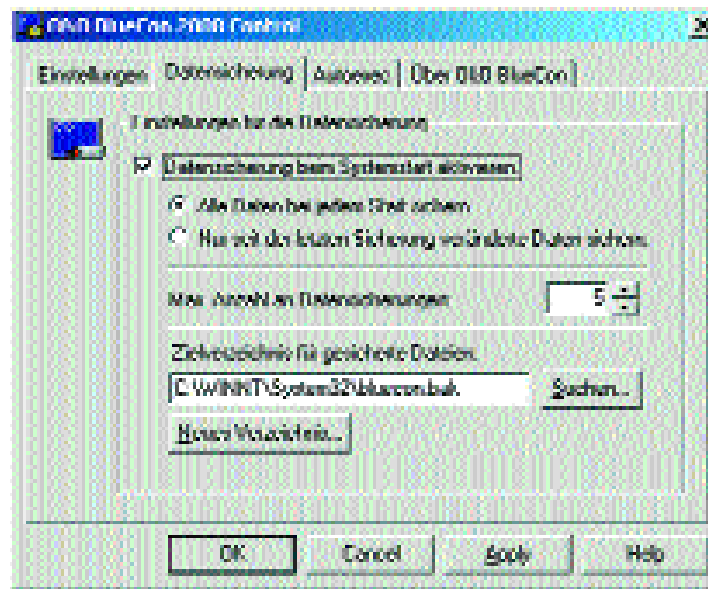 O&O BlueCon 2000 Control
Einstellungen Datensicherung Autoexec Über O&O BlueCon
Einstellungen für die Datensicherung
Datensicherung beim Systemstart aktivieren
Alle Daten bei jedem Start sichern
Nur seit der letzten Sicherung veränderte Daten sichern
Max. Anzahl an Datensicherungen: 5
Zielverzeichnis für gesicherte Dateien:
C:\WINNT\System32\bluecon.bak Suchen...
Neues Verzeichnis...
OK Cancel Apply Help